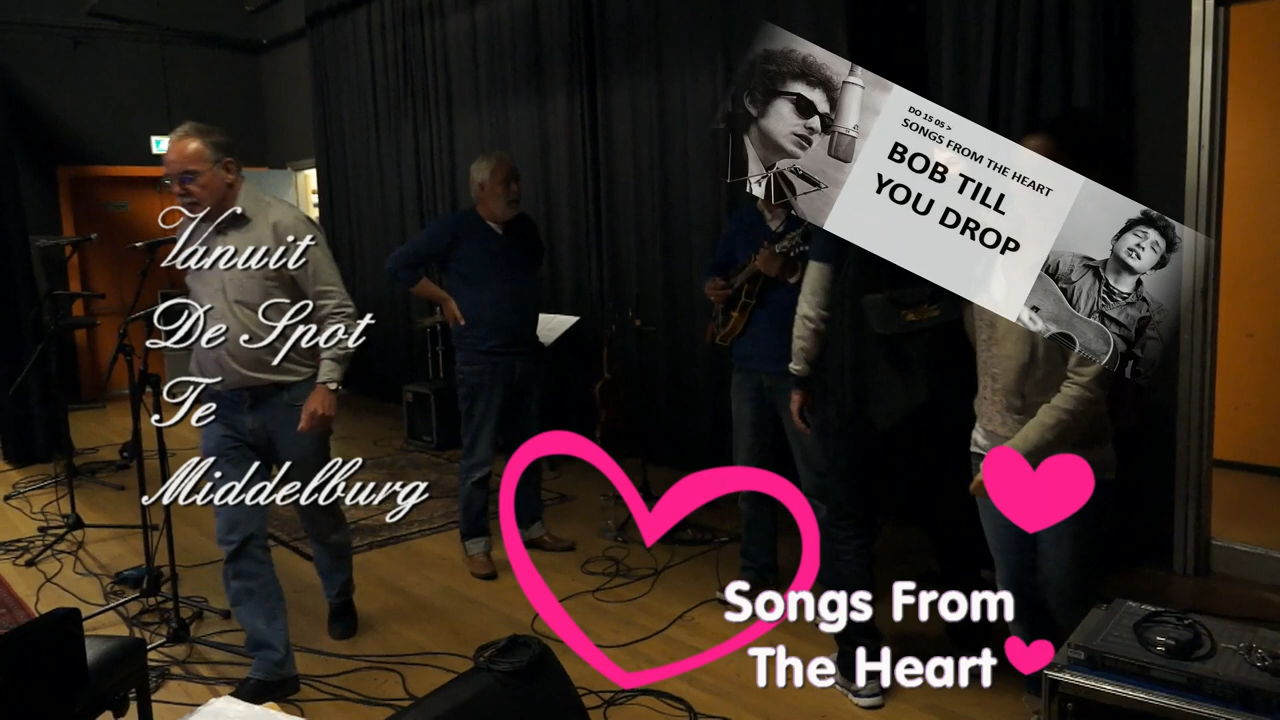 Vanuit
De Spot
Te
Middelburg
DO 15 05 >
SONGS FROM THE HEART
BOB TILL
YOU DROP
Songs From
The Heart